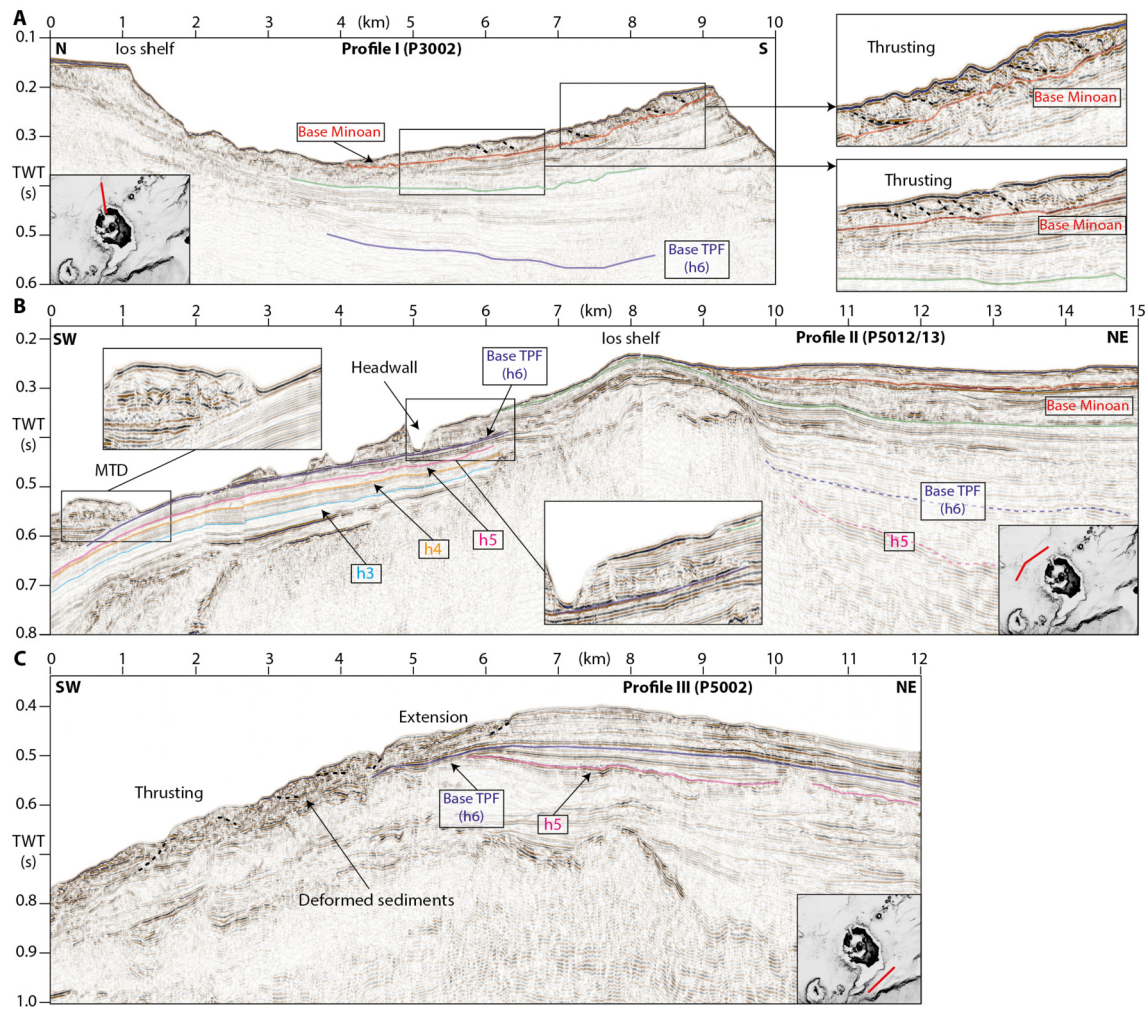 A
0 1 2 3 4 (km) 5 6 7 8 9 10
0.1
0.2
0.3
TWT
(s)
0.5
0.6
N
Ios shelf
Profile I (P3002)
S
Base Minoan
Base TPF
(h6)
Thrusting
Base Minoan
Thrusting
Base Minoan
B
0 1 2 3 4 5 6 7 (km) 8 9 10 11 12 13 14 15
0.2
0.3
TWT
(s)
0.5
0.6
0.7
0.8
SW
Ios shelf
Profile II (P5012/13)
NE
Headwall
Base TPF
(h6)
MTD
h5
h4
h3
Base Minoan
Base TPF
(h6)
h5
C
0 1 2 3 4 5 6 7 (km) 8 9 10 11 12
0.4
0.5
0.6
TWT
(s)
0.8
0.9
1.0
SW
Profile III (P5002)
NE
Extension
Thrusting
Base TPF
(h6)
h5
Deformed sediments